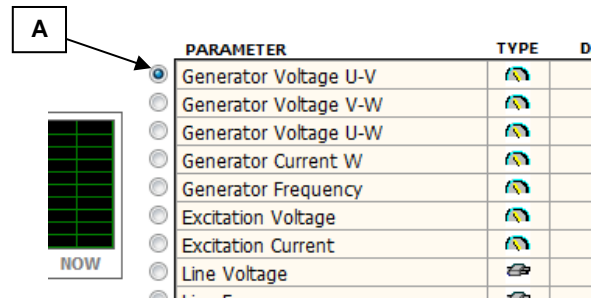 A
PARAMETER TYPE D
Generator Voltage U-V
Generator Voltage V-W
Generator Voltage U-W
Generator Current W
Generator Frequency
Excitation Voltage
Excitation Current
NOW
Line Voltage